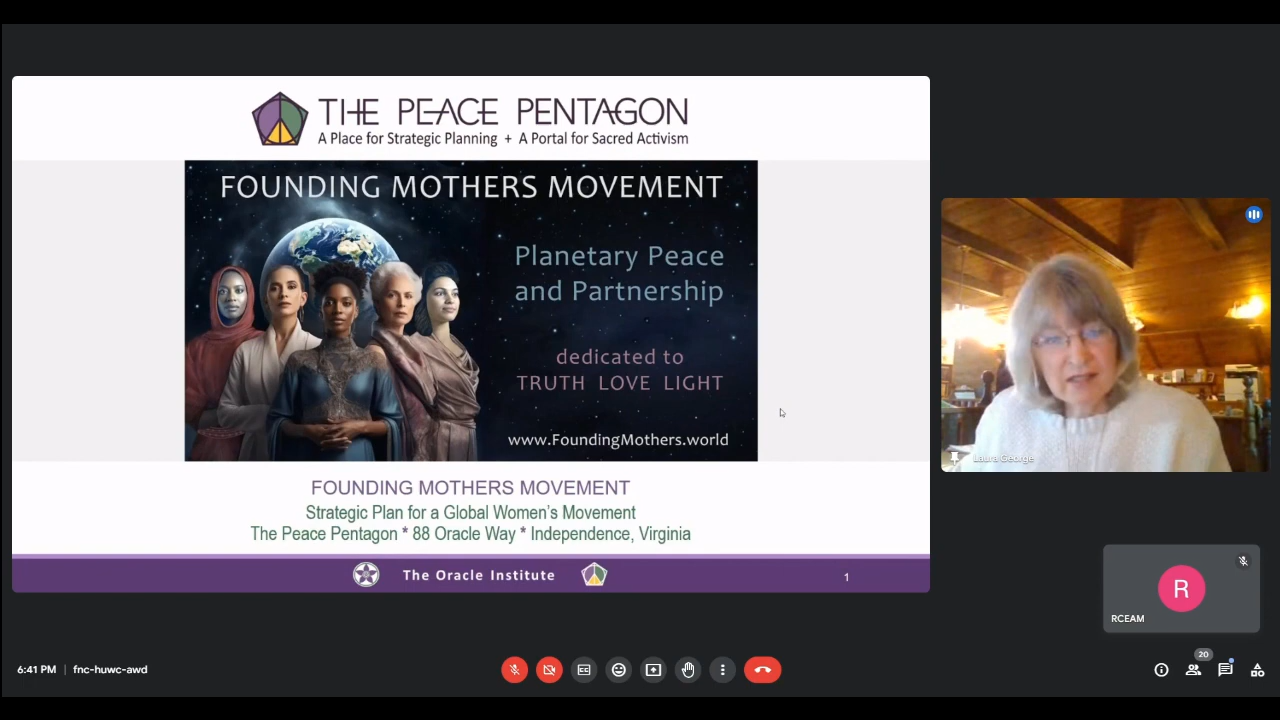 THE PEACE PENTAGON
A Place for Strategic Planning + A Portal for Sacred Activism
FOUNDING MOTHERS MOVEMENT
Planetary Peace
and Partnership
dedicated to
TRUTH LOVE LIGHT
www.FoundingMothers.world
FOUNDING MOTHERS MOVEMENT
Strategic Plan for a Global Women's Movement
The Peace Pentagon * 88 Oracle Way * Independence, Virginia
The Oracle Institute
1
Laura George
R
RCEAM
6:41 PM | fnc-huwc-awd
20